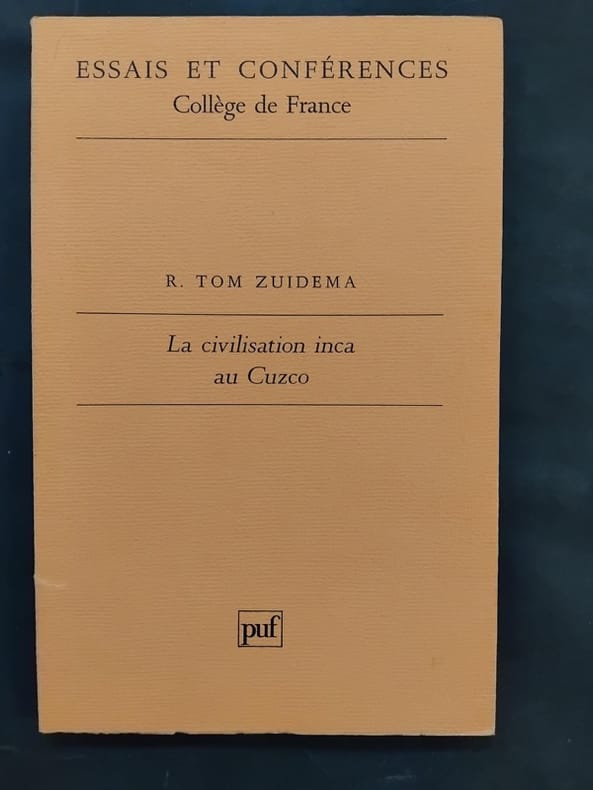 ESSAIS ET CONFÉRENCES
Collège de France
R. TOM ZUIDEMA
La civilisation inca
au Cuzco
puf